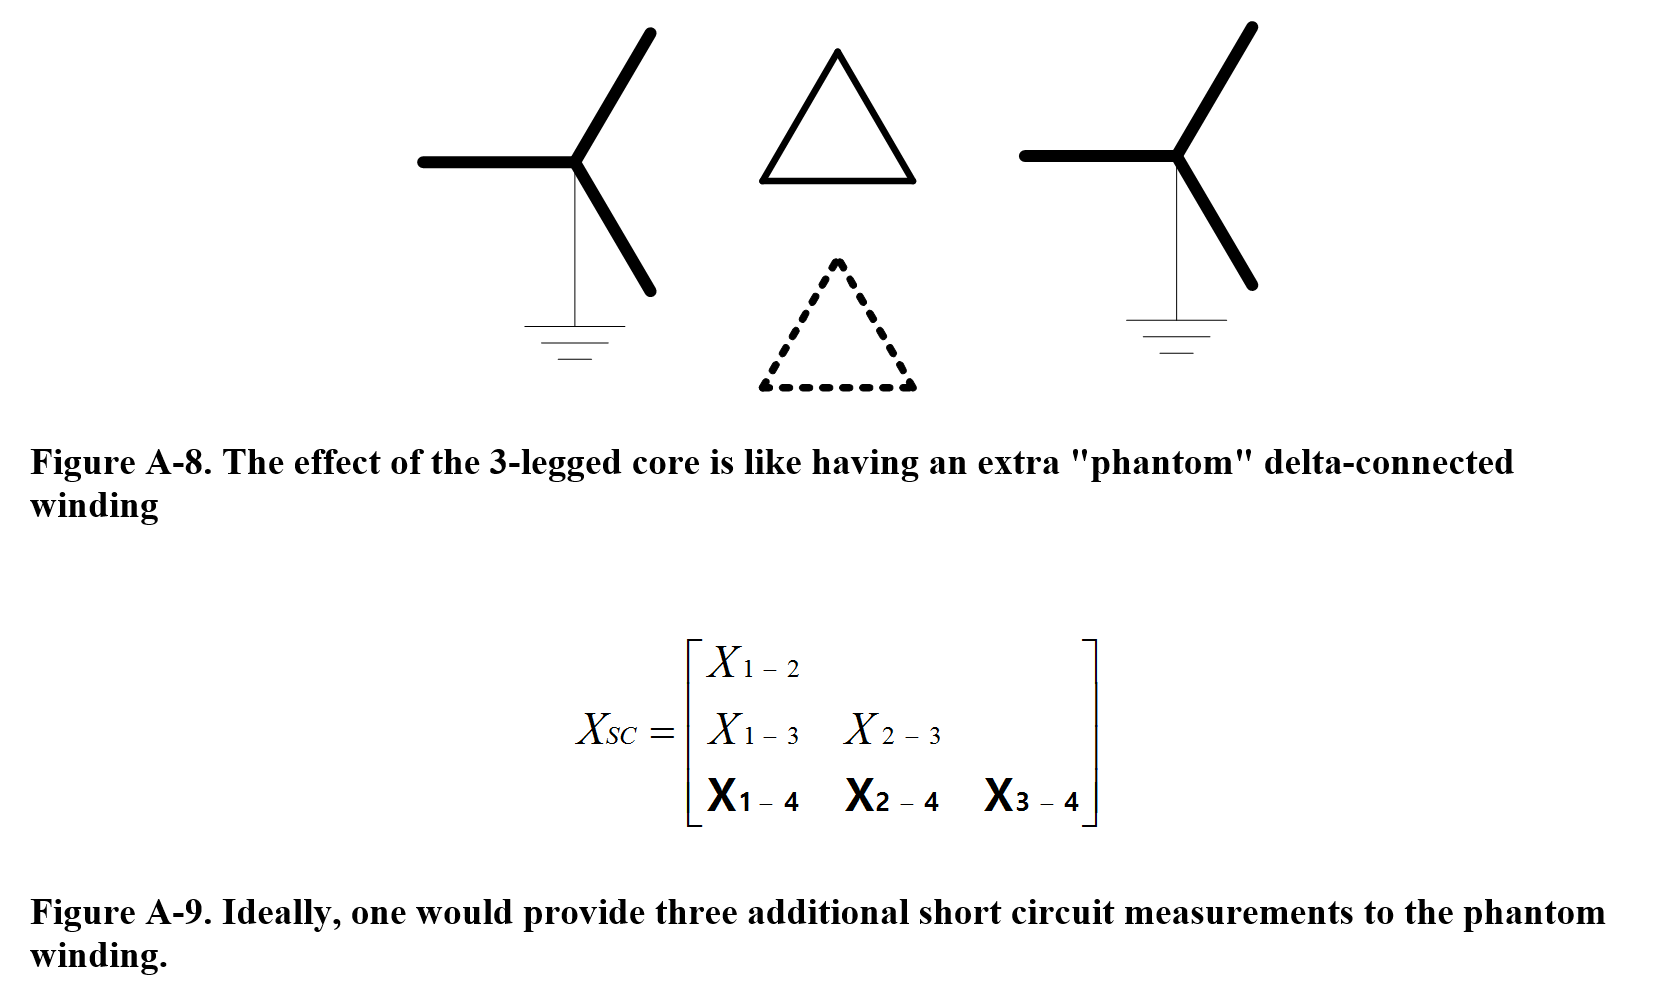 Figure A-8. The effect of the 3-legged core is like having an extra "phantom" delta-connected
winding
X1 – 2
XSC = X1 – 3 X2 – 3
X1 – 4 X2 – 4 X3 – 4
Figure A-9. Ideally, one would provide three additional short circuit measurements to the phantom
winding.